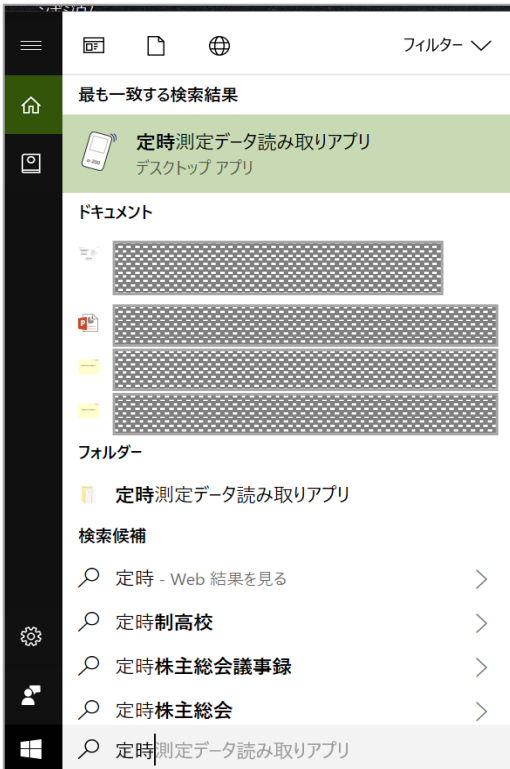 フィルター
最も一致する検索結果
定時測定データ読み取りアプリ
デスクトップ アプリ
ドキュメント
フォルダー
定時測定データ読み取りアプリ
検索候補
定時 - Web 結果を見る
定時制高校
定時株主総会議事録
定時株主総会
定時測定データ読み取りアプリ